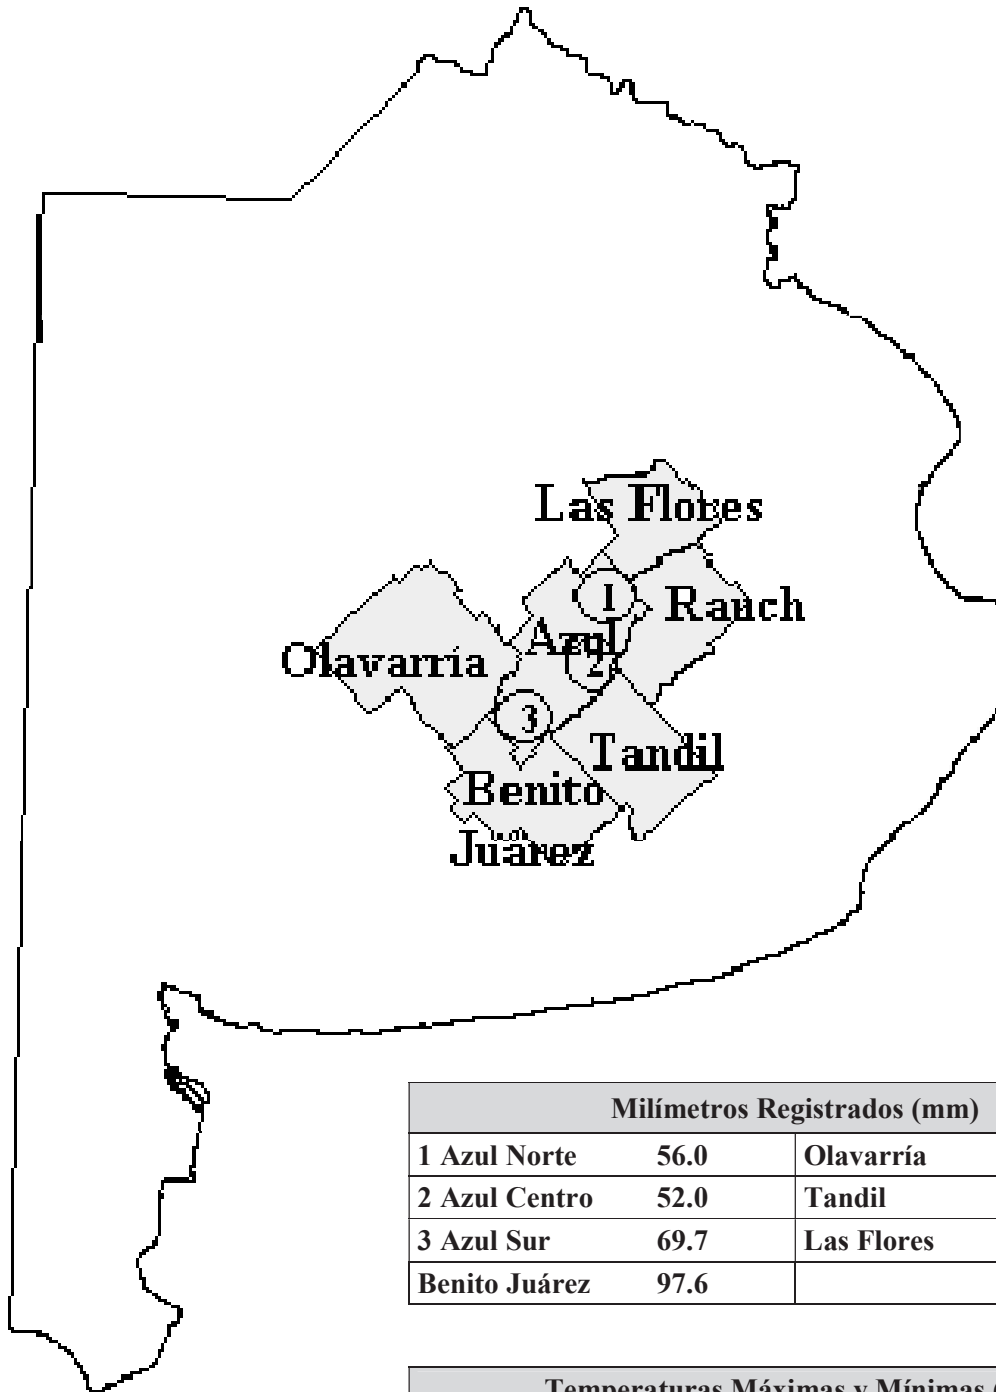 Las Flores
1
Rauch
Azul
Olavarría
2
3
Tandil
Benito
Juárez
Milímetros Registrados (mm)
1 Azul Norte 56.0 Olavarría
2 Azul Centro 52.0 Tandil
3 Azul Sur 69.7 Las Flores
Benito Juárez 97.6
Temperaturas Máximas y Mínimas